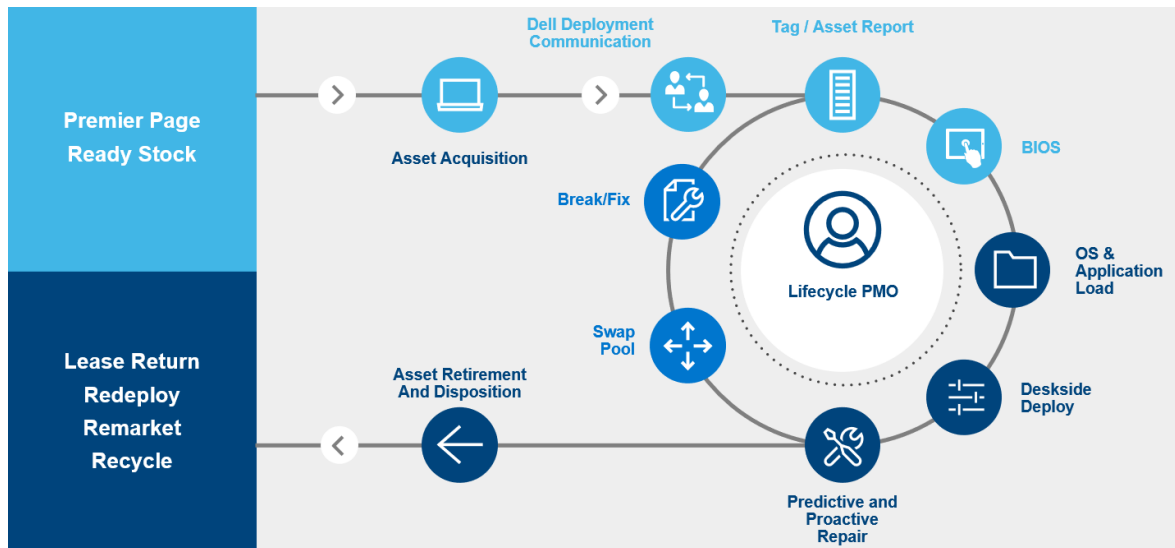 Premier Page
Ready Stock
Asset Acquisition
Dell Deployment
Communication
Tag / Asset Report
BIOS
OS &
Application
Load
Deskside
Deploy
Predictive and
Proactive
Repair
Swap
Pool
Break/Fix
Lifecycle PMO
Asset Retirement
And Disposition
Lease Return
Redeploy
Remarket
Recycle